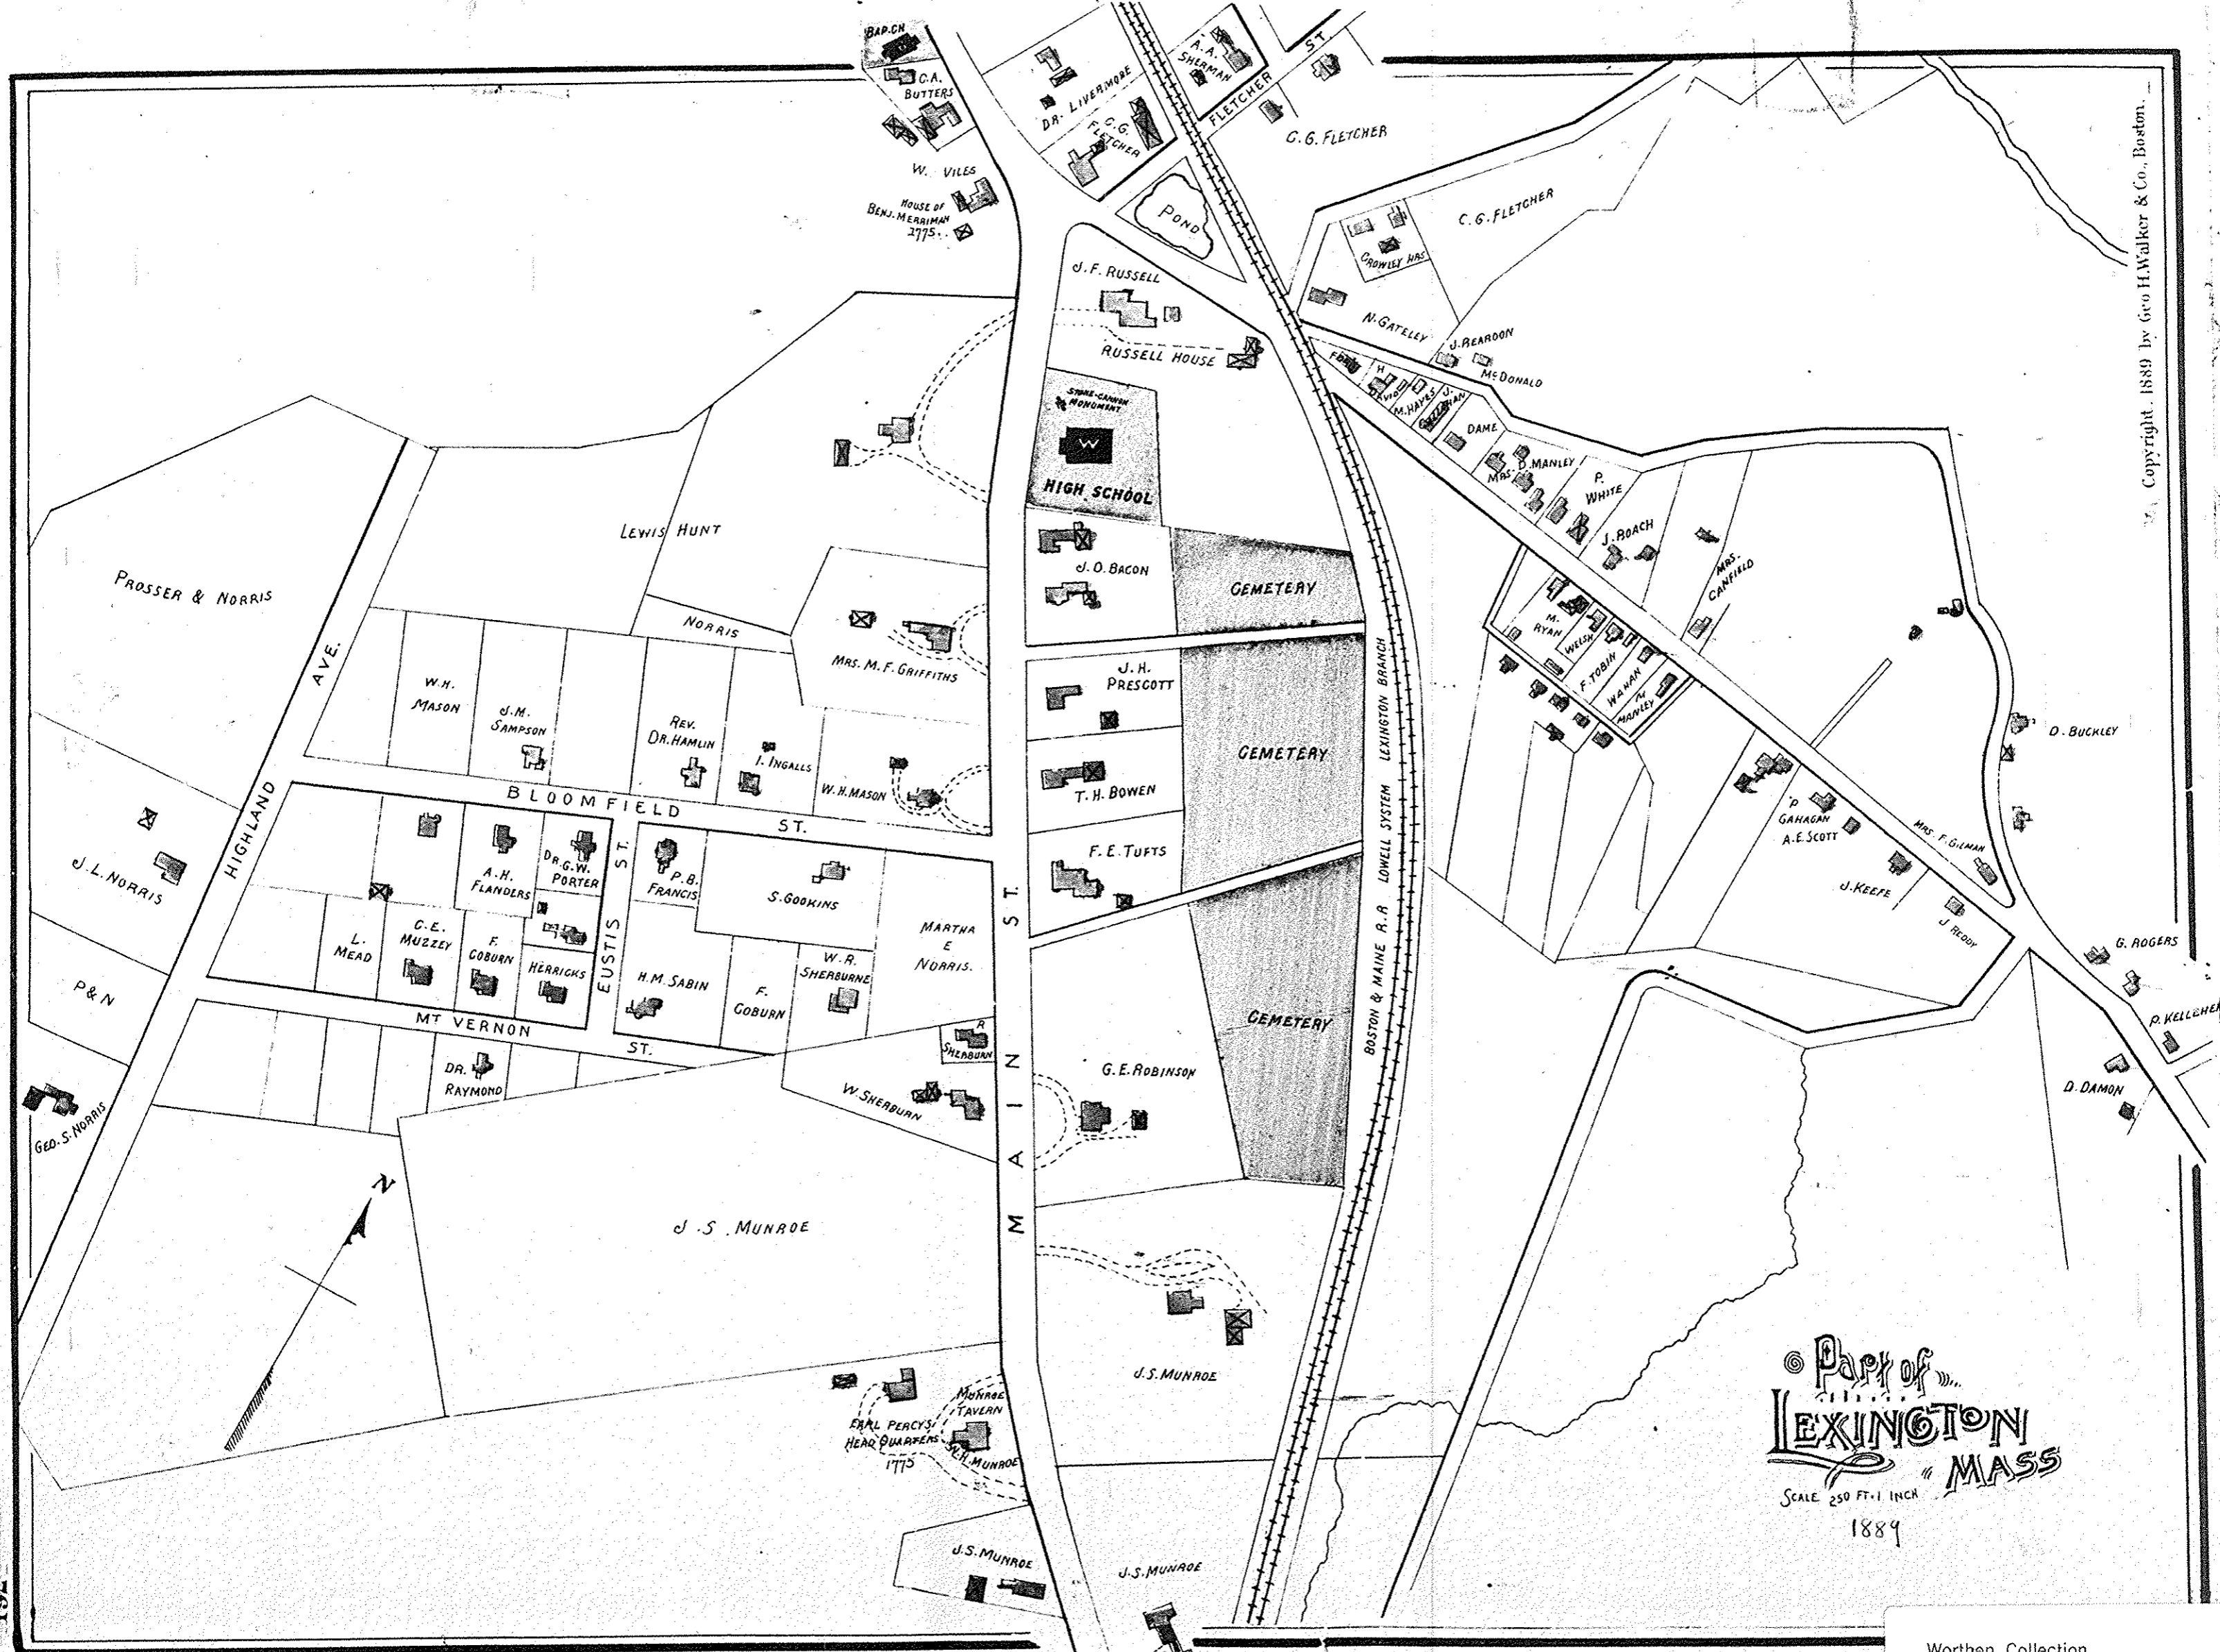 BAP. CH
C. A.
BUTTERS
W. VILES
HOUSE OF
BENJ. MERRIMAN
1775.
DR. LIVERMORE
C. G.
FLETCHER
A. A.
SHERMAN
FLETCHER ST.
C. G. FLETCHER
POND
C. G. FLETCHER
CROWLEY HRS
N. GATELEY
J. REARDON
McDONALD
J. F. RUSSELL
RUSSELL HOUSE
STONE-CANNON
MONUMENT
W
HIGH SCHOOL
FORD
H
DAVID
M. HAYES
J.
DAME
MRS. D. MANLEY
P.
WHITE
J. ROACH
MRS.
CANFIELD
M.
RYAN
WELSH
F. TOBIN
WAHAN
M
MANLEY
LEWIS HUNT
PROSSER & NORRIS
NORRIS
MRS. M. F. GRIFFITHS
J. O. BACON
CEMETERY
J. H.
PRESCOTT
CEMETERY
T. H. BOWEN
F. E. TUFTS
CEMETERY
G. E. ROBINSON
BOSTON & MAINE R.R LOWELL SYSTEM LEXINGTON BRANCH
HIGHLAND AVE.
W. H.
MASON
J. M.
SAMPSON
REV.
DR. HAMLIN
I. INGALLS
W. H. MASON
BLOOMFIELD ST.
J. L. NORRIS
A. H.
FLANDERS
DR. G. W.
PORTER
EUSTIS ST.
P. B.
FRANCIS
S. GOOKINS
MARTHA
E
NORRIS.
L.
MEAD
C. E.
MUZZEY
F.
COBURN
HERRICKS
H. M. SABIN
F.
COBURN
W. R.
SHERBURNE
P & N
MT VERNON ST.
DR.
RAYMOND
R
SHERBURN
W. SHERBURN
GEO. S. NORRIS
MAIN ST.
N
J. S. MUNROE
J. S. MUNROE
MUNROE
TAVERN
EARL PERCY'S
HEAD QUARTERS
1775
W. H. MUNROE
J. S. MUNROE
J. S. MUNROE
D. BUCKLEY
P
GAHAGAN
A. E. SCOTT
MRS. F. GILMAN
J. KEEFE
J REDDY
G. ROGERS
P. KELLEHER
D. DAMON
Copyright. 1889 by Geo H. Walker & Co., Boston.
Part of
LEXINGTON
MASS
SCALE 250 FT = 1 INCH
1889
Worthen Collection